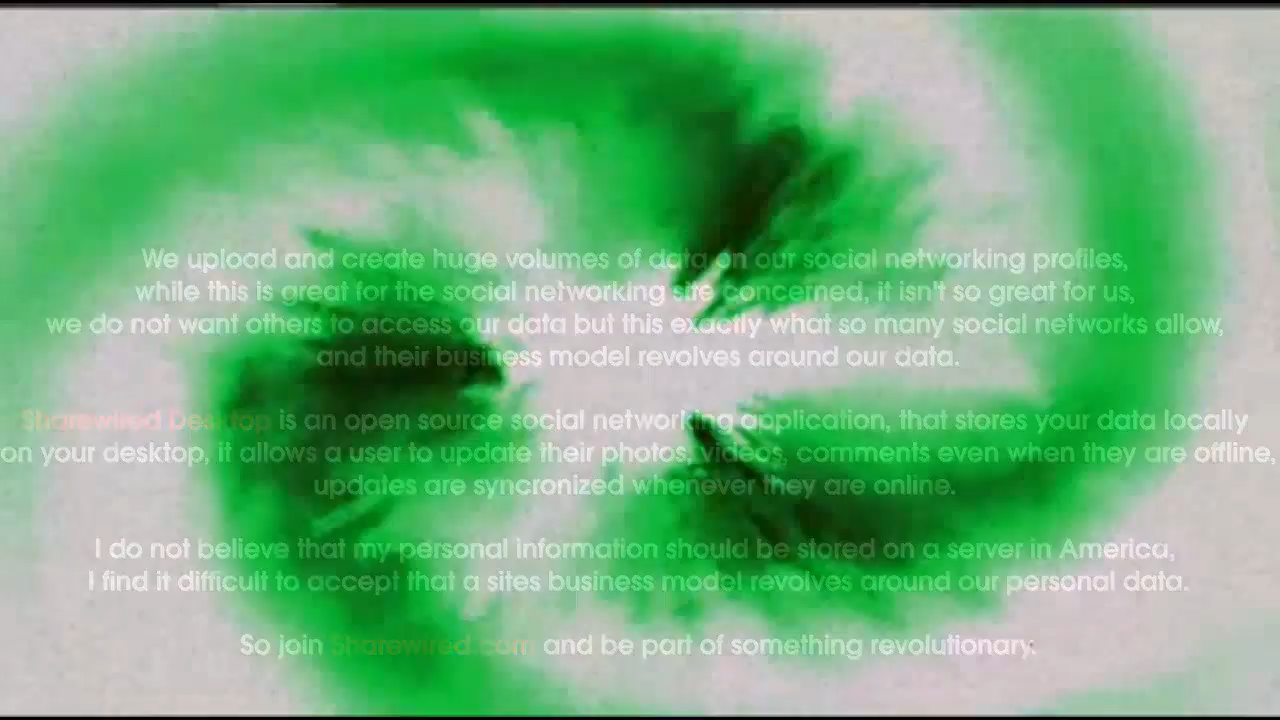 We upload and create huge volumes of data on our social networking profiles,
while this is great for the social networking site concerned, it isn't so great for us,
we do not want others to access our data but this exactly what so many social networks allow,
and their business model revolves around our data.
Sharewired Desktop is an open source social networking application, that stores your data locally
on your desktop, it allows a user to update their photos, videos, comments even when they are offline,
updates are syncronized whenever they are online.
I do not believe that my personal information should be stored on a server in America,
I find it difficult to accept that a sites business model revolves around our personal data.
So join Sharewired.com and be part of something revolutionary.